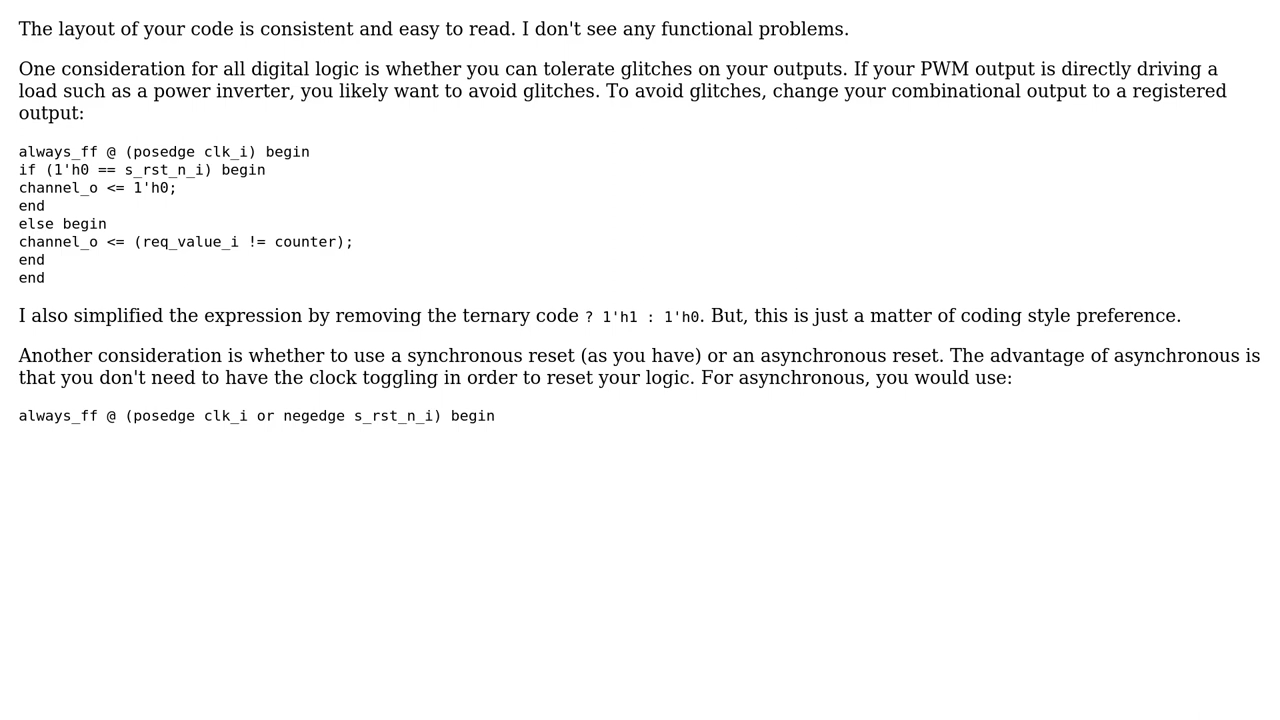 The layout of your code is consistent and easy to read. I don't see any functional problems.
One consideration for all digital logic is whether you can tolerate glitches on your outputs. If your PWM output is directly driving a
load such as a power inverter, you likely want to avoid glitches. To avoid glitches, change your combinational output to a registered
output:
always_ff @ (posedge clk_i) begin
if (1'h0 == s_rst_n_i) begin
channel_o <= 1'h0;
end
else begin
channel_o <= (req_value_i != counter);
end
end
I also simplified the expression by removing the ternary code ? 1'h1 : 1'h0. But, this is just a matter of coding style preference.
Another consideration is whether to use a synchronous reset (as you have) or an asynchronous reset. The advantage of asynchronous is
that you don't need to have the clock toggling in order to reset your logic. For asynchronous, you would use:
always_ff @ (posedge clk_i or negedge s_rst_n_i) begin